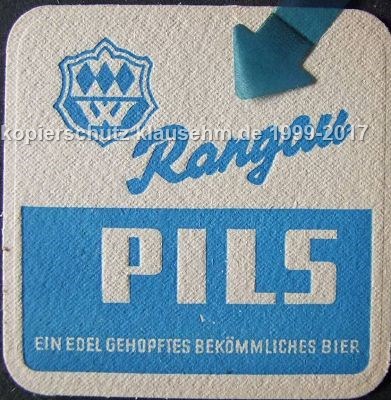 W
kopierschutz klausehm.de 1999-2017
Rangau
PILS
EIN EDEL GEHOPFTES BEKÖMMLICHES BIER